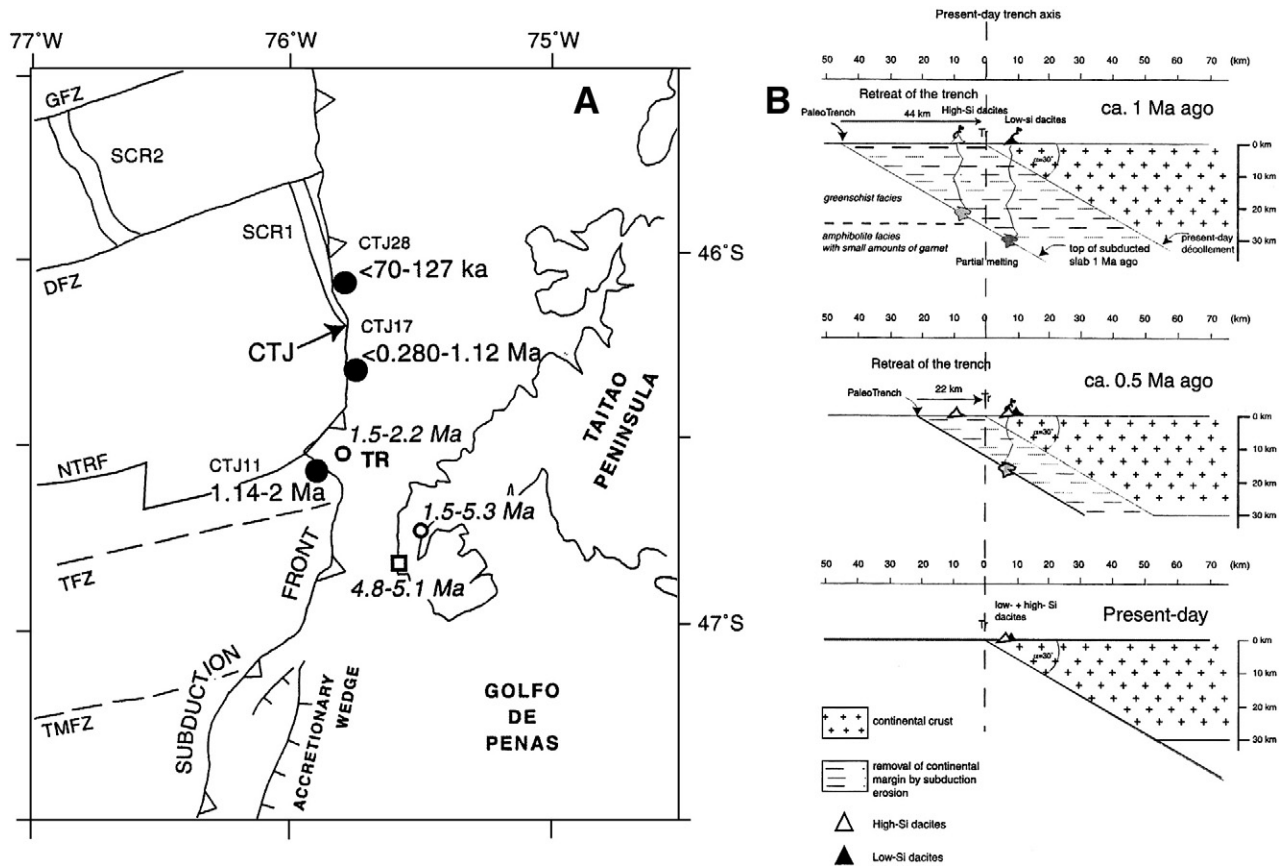 77°W
76°W
75°W
A
GFZ
SCR2
SCR1
DFZ
CTJ28
<70-127 ka
46°S
CTJ17
<0.280-1.12 Ma
CTJ
TAITAO
PENINSULA
1.5-2.2 Ma
TR
NTRF
CTJ11
1.14-2 Ma
1.5-5.3 Ma
TFZ
FRONT
4.8-5.1 Ma
47°S
SUBDUCTION
ACCRETIONARY
WEDGE
TMFZ
GOLFO
DE
PENAS
Present-day trench axis
50 40 30 20 10 0 10 20 30 40 50 60 70 (km)
B
Retreat of the trench
ca. 1 Ma ago
High-Si dacites
PaleoTrench
44 km
Low-si dacites
Tr
α=30°
0 km
10 km
20 km
30 km
greenschist facies
amphibolite facies
with small amounts of garnet
Partial melting
top of subducted
slab 1 Ma ago
present-day
décollement
50 40 30 20 10 0 10 20 30 40 50 60 70 (km)
Retreat of the trench
ca. 0.5 Ma ago
PaleoTrench
22 km
Tr
α=30°
0 km
10 km
20 km
30 km
50 40 30 20 10 0 10 20 30 40 50 60 70 (km)
low- + high- Si
dacites
Present-day
Tr
α=30°
0 km
10 km
20 km
30 km
continental crust
removal of continental
margin by subduction
erosion
High-Si dacites
Low-Si dacites